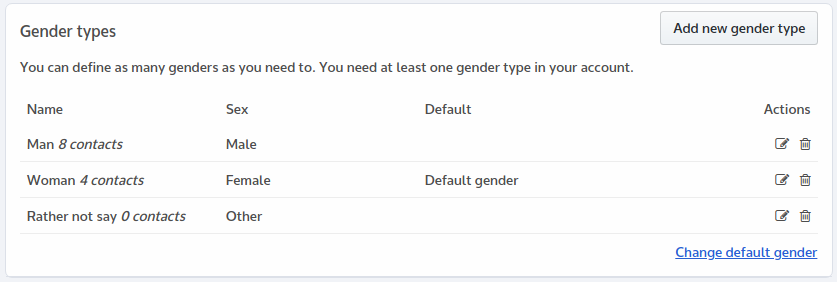 Gender types
Add new gender type
You can define as many genders as you need to. You need at least one gender type in your account.
Name Sex Default Actions
Man 8 contacts Male
Woman 4 contacts Female Default gender
Rather not say 0 contacts Other
Change default gender